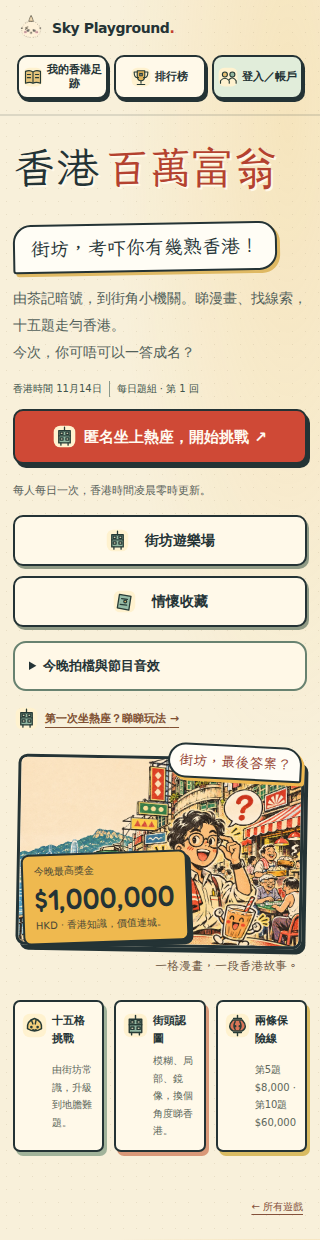 Sky Playground.
我的香港足
跡
排行榜
登入／帳戶
香港百萬富翁
街坊，考吓你有幾熟香港！
由茶記暗號，到街角小機關。睇漫畫、找線索，
十五題走勻香港。
今次，你可唔可以一答成名？
香港時間 11月14日
每日題組 · 第 1 回
匿名坐上熱座，開始挑戰 ↗
每人每日一次，香港時間凌晨零時更新。
街坊遊樂場
情懷收藏
▶ 今晚拍檔與節目音效
第一次坐熱座？睇睇玩法 →
街坊，最後答案？
?
今晚最高獎金
$1,000,000
HKD · 香港知識，價值連城。
一格漫畫，一段香港故事。
十五格
挑戰
由街坊常
識，升級
到地膽難
題。
街頭認
圖
模糊、局
部、鏡
像，換個
角度睇香
港。
兩條保
險線
第5題
$8,000 ·
第10題
$60,000
← 所有遊戲